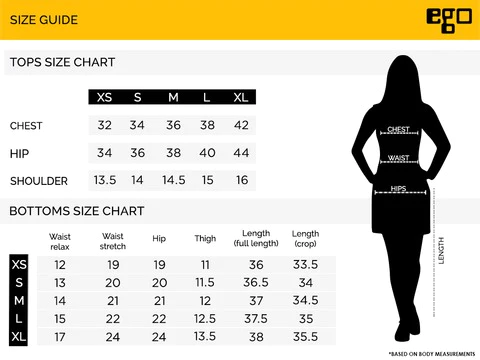 SIZE GUIDE
ego
TOPS SIZE CHART
XS S M L XL
CHEST 32 34 36 38 42
HIP 34 36 38 40 44
SHOULDER 13.5 14 14.5 15 16
BOTTOMS SIZE CHART
Waist relax Waist stretch Hip Thigh Length (full length) Length (crop)
XS 12 19 19 11 36 33.5
S 13 20 20 11.5 36.5 34
M 14 21 21 12 37 34.5
L 15 22 22 12.5 37.5 35
XL 17 24 24 13.5 38 35.5
CHEST
WAIST
HIPS
LENGTH
*BASED ON BODY MEASUREMENTS